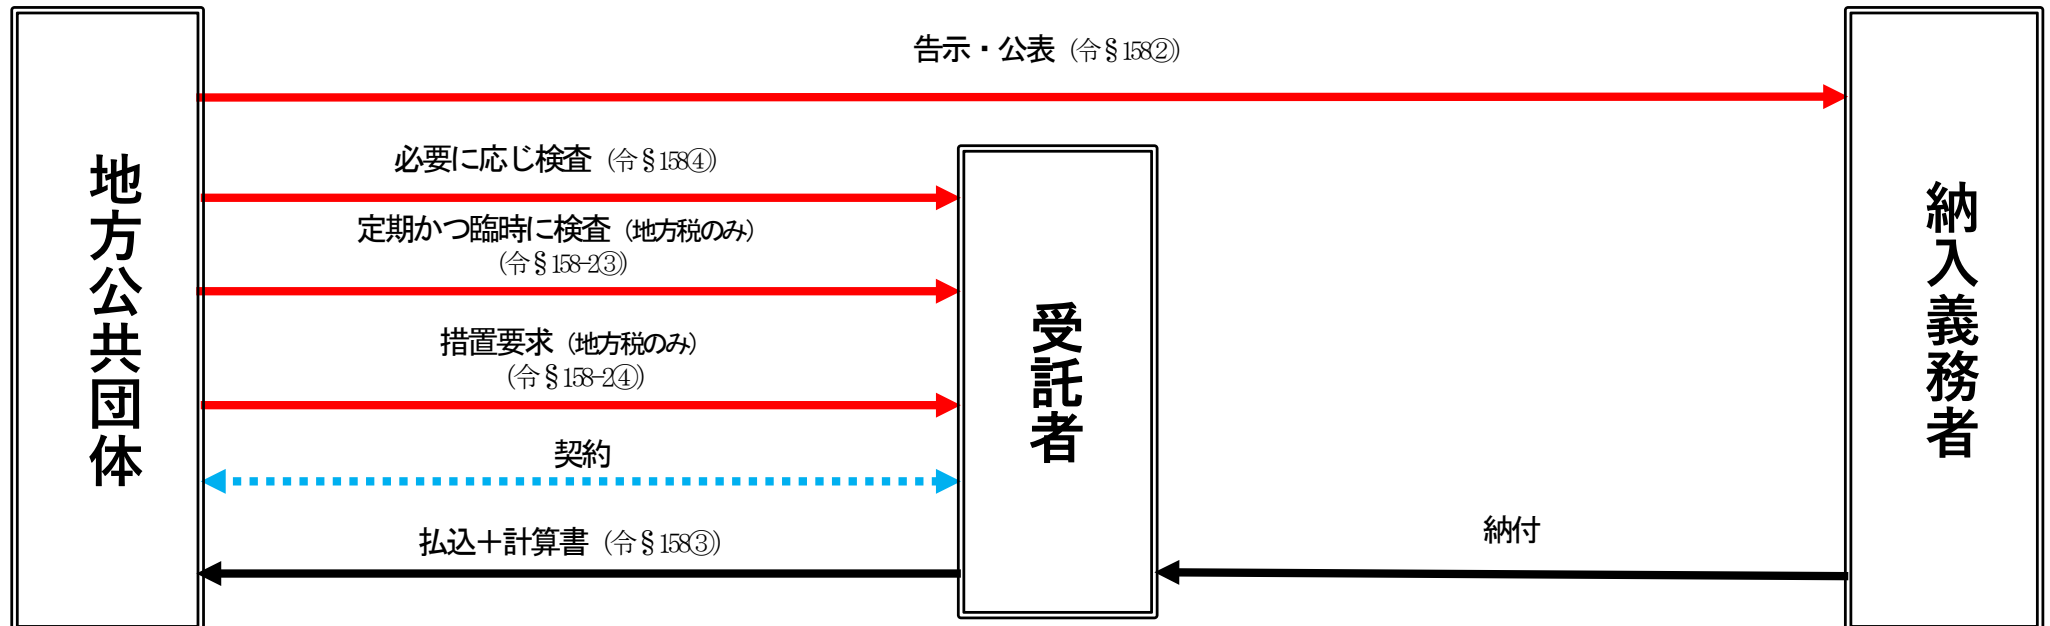 告示・公表（令§158②）
地方公共団体
必要に応じ検査（令§158④）
定期かつ臨時に検査（地方税のみ）
（令§158-2③）
措置要求（地方税のみ）
（令§158-2④）
契約
払込＋計算書（令§158③）
受託者
納付
納入義務者